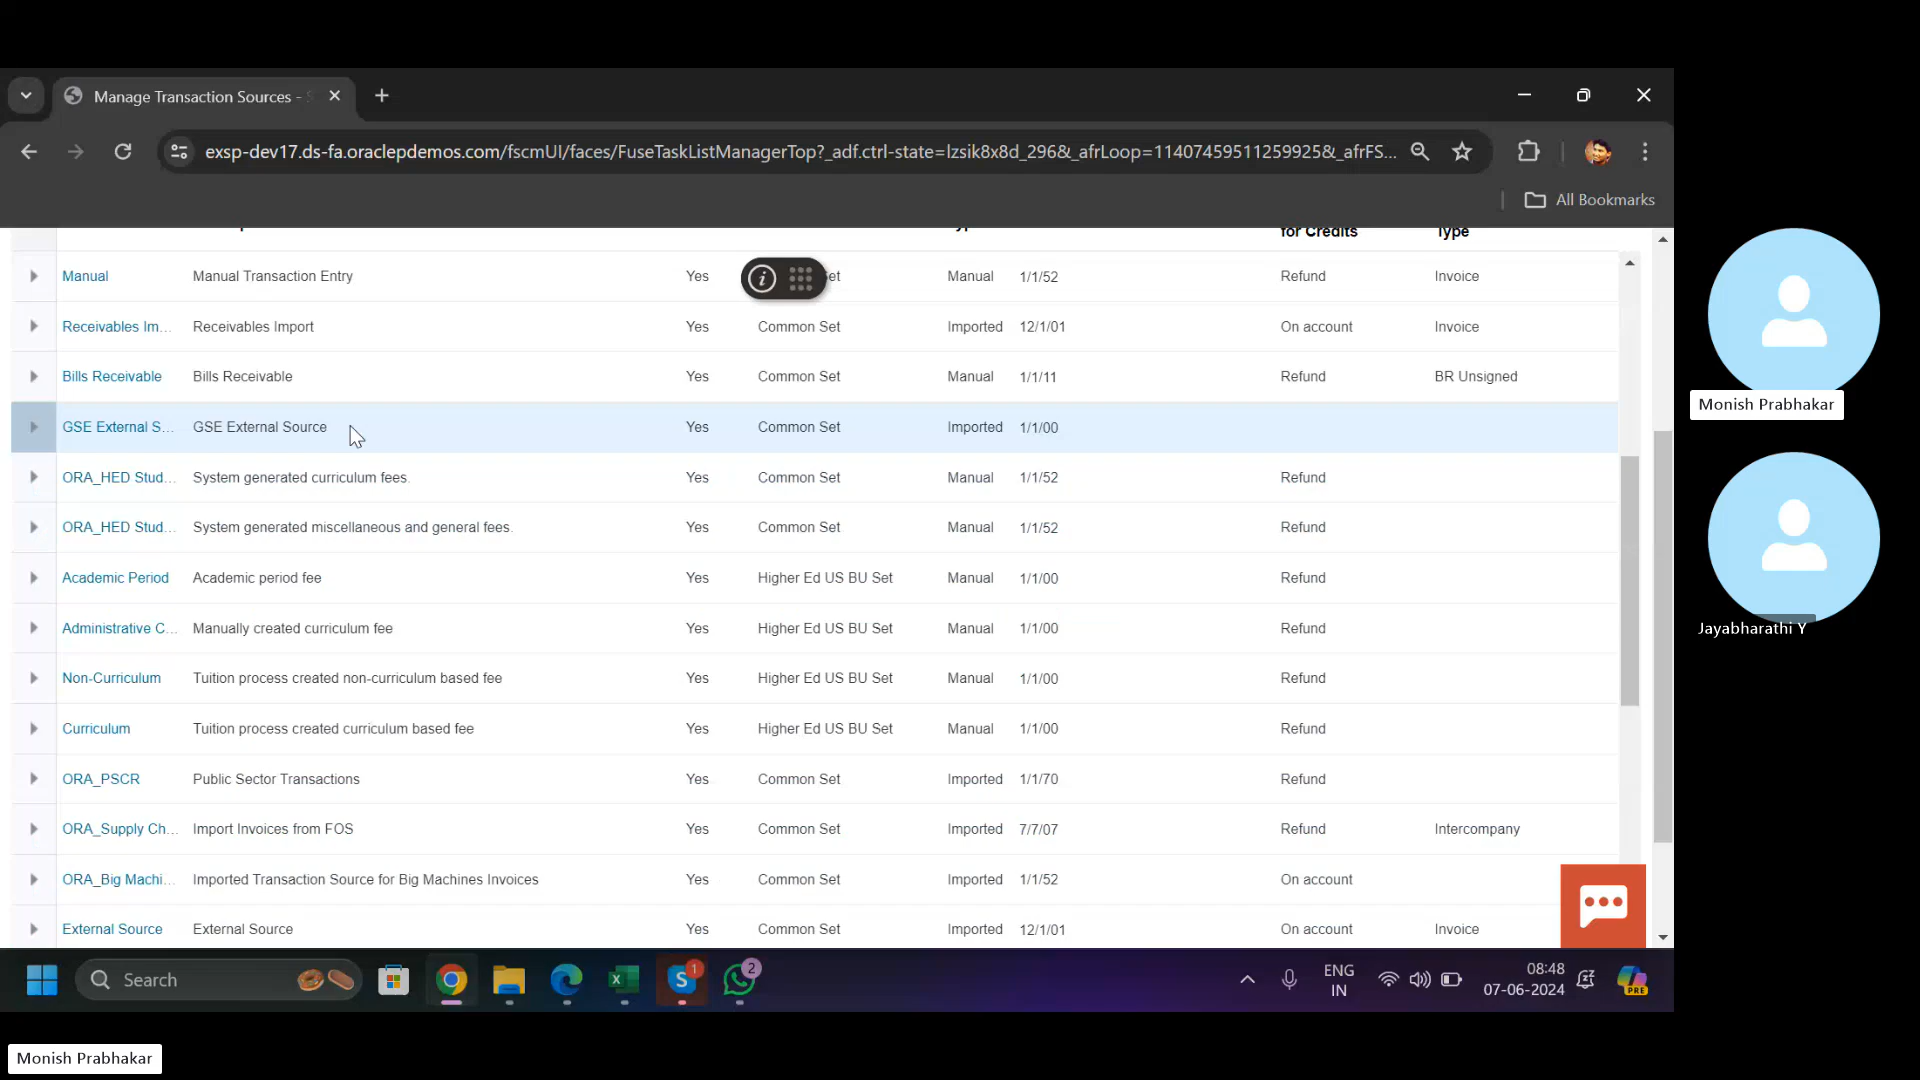 Manage Transaction Sources -
exsp-dev17.ds-fa.oraclepdemos.com/fscmUI/faces/FuseTaskListManagerTop?_adf.ctrl-state=lzsik8x8d_296&_afrLoop=11407459511259925&_afrFS...
All Bookmarks
for Credits Type
Manual Manual Transaction Entry Yes Manual 1/1/52 Refund Invoice
Receivables Im... Receivables Import Yes Common Set Imported 12/1/01 On account Invoice
Bills Receivable Bills Receivable Yes Common Set Manual 1/1/11 Refund BR Unsigned
GSE External S... GSE External Source Yes Common Set Imported 1/1/00
ORA_HED Stud... System generated curriculum fees. Yes Common Set Manual 1/1/52 Refund
ORA_HED Stud... System generated miscellaneous and general fees. Yes Common Set Manual 1/1/52 Refund
Academic Period Academic period fee Yes Higher Ed US BU Set Manual 1/1/00 Refund
Administrative C... Manually created curriculum fee Yes Higher Ed US BU Set Manual 1/1/00 Refund
Non-Curriculum Tuition process created non-curriculum based fee Yes Higher Ed US BU Set Manual 1/1/00 Refund
Curriculum Tuition process created curriculum based fee Yes Higher Ed US BU Set Manual 1/1/00 Refund
ORA_PSCR Public Sector Transactions Yes Common Set Imported 1/1/70 Refund
ORA_Supply Ch... Import Invoices from FOS Yes Common Set Imported 7/7/07 Refund Intercompany
ORA_Big Machi... Imported Transaction Source for Big Machines Invoices Yes Common Set Imported 1/1/52 On account
External Source External Source Yes Common Set Imported 12/1/01 On account Invoice
Monish Prabhakar
Jayabharathi Y
Search
1
2
ENG
IN
08:48
07-06-2024
PRE
Monish Prabhakar